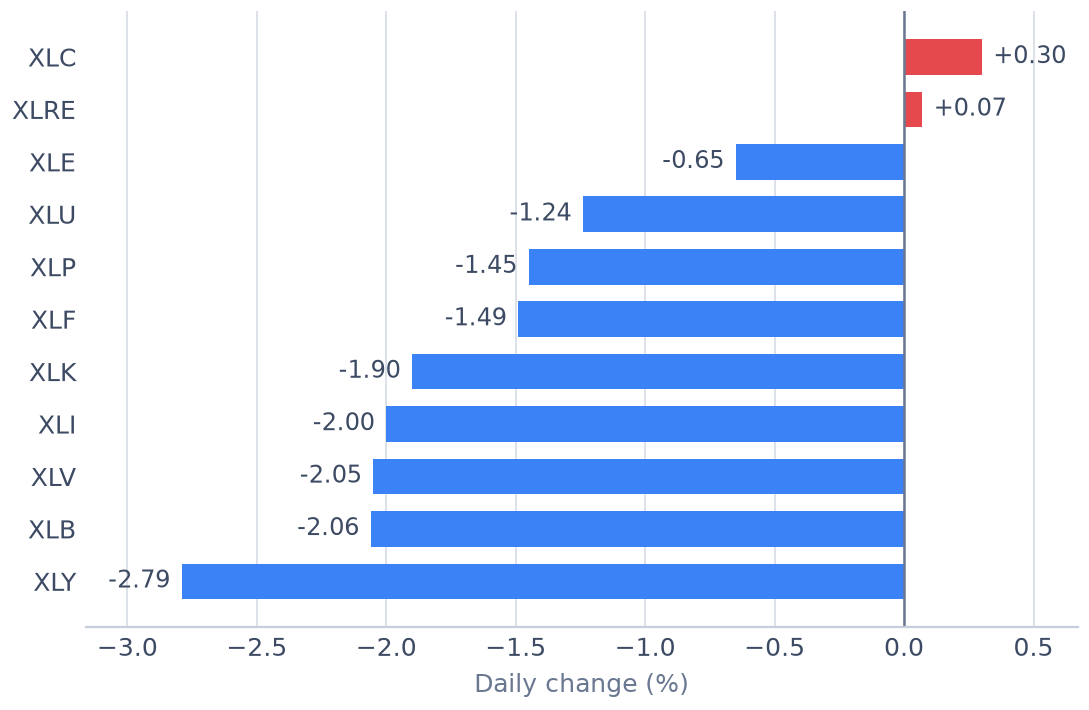 XLC +0.30
XLRE +0.07
XLE -0.65
XLU -1.24
XLP -1.45
XLF -1.49
XLK -1.90
XLI -2.00
XLV -2.05
XLB -2.06
XLY -2.79
−3.0 −2.5 −2.0 −1.5 −1.0 −0.5 0.0 0.5
Daily change (%)